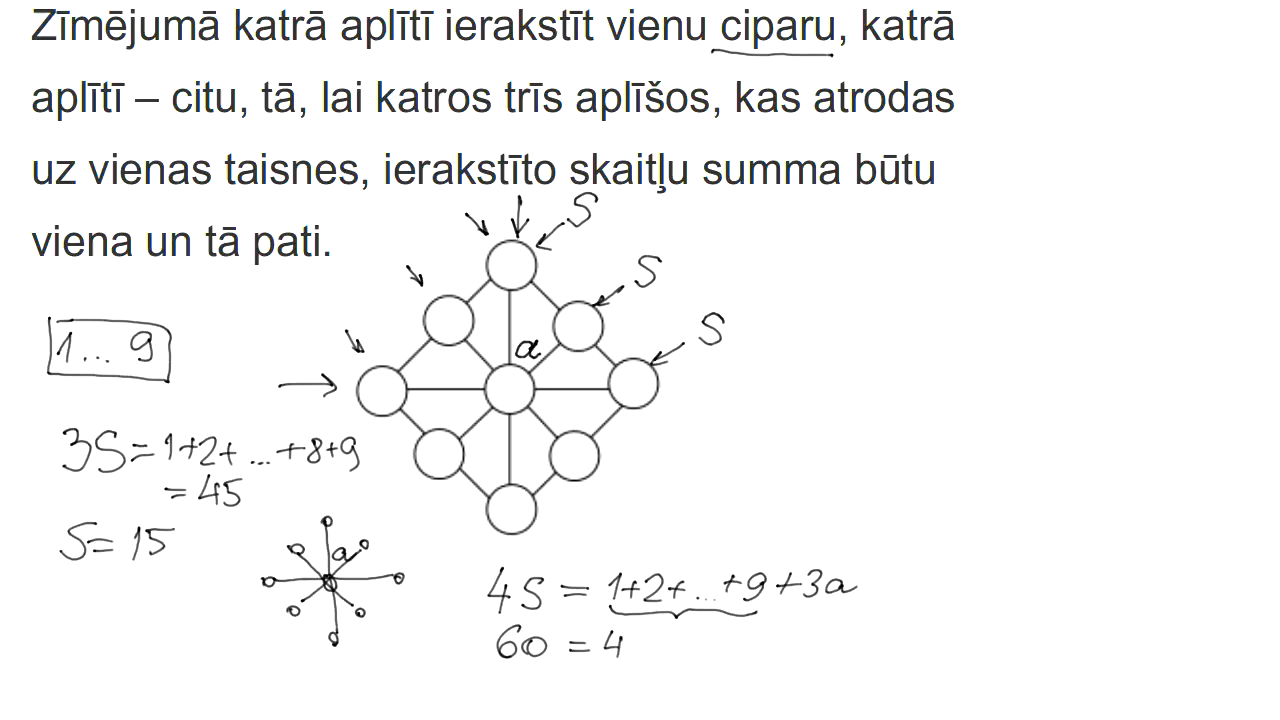 Zīmējumā katrā aplītī ierakstīt vienu ciparu, katrā
aplītī – citu, tā, lai katros trīs aplīšos, kas atrodas
uz vienas taisnes, ierakstīto skaitļu summa būtu
viena un tā pati.
S
S
S
a
1... 9
3S=1+2+...+8+9
= 45
S= 15
a
4S = 1+2+...+9+3a
60 = 4